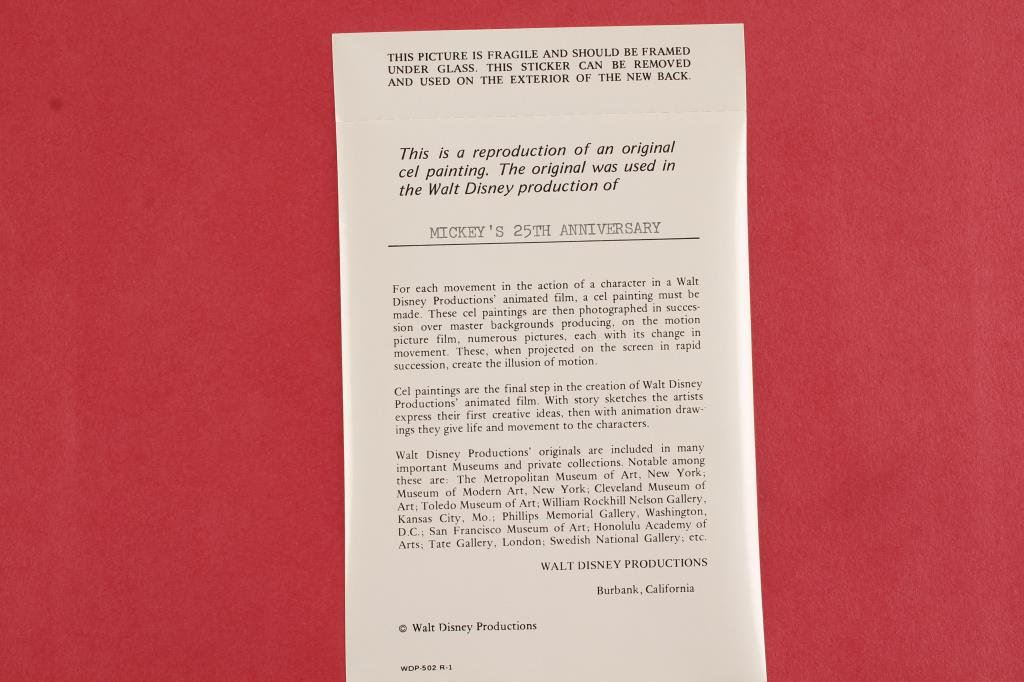 THIS PICTURE IS FRAGILE AND SHOULD BE FRAMED
UNDER GLASS. THIS STICKER CAN BE REMOVED
AND USED ON THE EXTERIOR OF THE NEW BACK.
This is a reproduction of an original
cel painting. The original was used in
the Walt Disney production of
MICKEY'S 25TH ANNIVERSARY
For each movement in the action of a character in a Walt
Disney Productions' animated film, a cel painting must be
made. These cel paintings are then photographed in succes-
sion over master backgrounds producing, on the motion
picture film, numerous pictures, each with its change in
movement. These, when projected on the screen in rapid
succession, create the illusion of motion.
Cel paintings are the final step in the creation of Walt Disney
Productions' animated film. With story sketches the artists
express their first creative ideas, then with animation draw-
ings they give life and movement to the characters.
Walt Disney Productions' originals are included in many
important Museums and private collections. Notable among
these are: The Metropolitan Museum of Art, New York;
Museum of Modern Art, New York; Cleveland Museum of
Art; Toledo Museum of Art; William Rockhill Nelson Gallery,
Kansas City, Mo.; Phillips Memorial Gallery, Washington,
D.C.; San Francisco Museum of Art; Honolulu Academy of
Arts; Tate Gallery, London; Swedish National Gallery; etc.
WALT DISNEY PRODUCTIONS
Burbank, California
© Walt Disney Productions
WDP-502 R-1